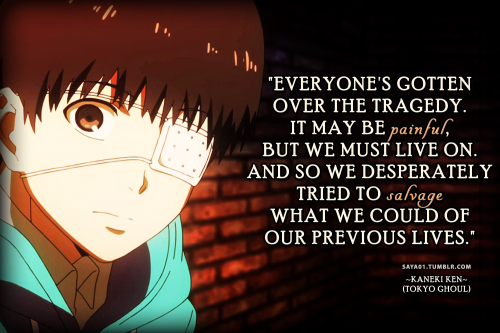 "EVERYONE'S GOTTEN
OVER THE TRAGEDY.
IT MAY BE painful,
BUT WE MUST LIVE ON.
AND SO WE DESPERATELY
TRIED TO salvage
WHAT WE COULD OF
OUR PREVIOUS LIVES."
SAYA01.TUMBLR.COM
~KANEKI KEN~
(TOKYO GHOUL)